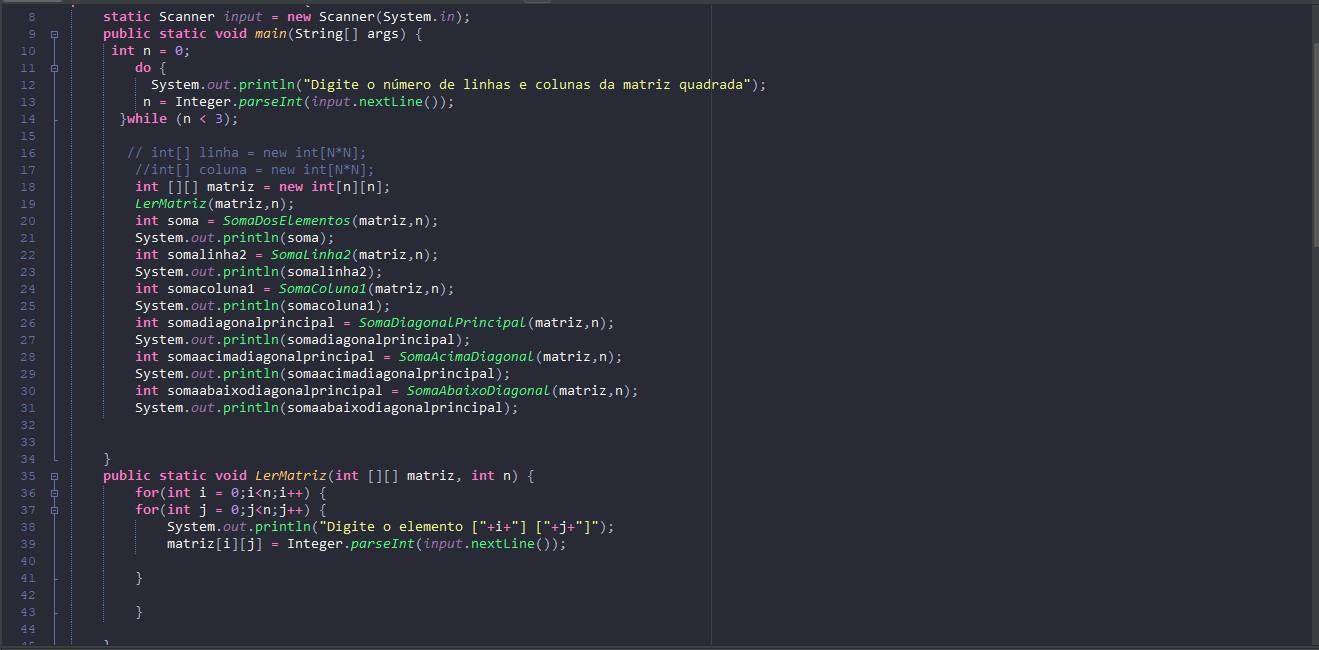 8 static Scanner input = new Scanner(System.in);
9 public static void main(String[] args) {
10 int n = 0;
11 do {
12 System.out.println("Digite o número de linhas e colunas da matriz quadrada");
13 n = Integer.parseInt(input.nextLine());
14 }while (n < 3);
15
16 // int[] linha = new int[N*N];
17 //int[] coluna = new int[N*N];
18 int [][] matriz = new int[n][n];
19 LerMatriz(matriz,n);
20 int soma = SomaDosElementos(matriz,n);
21 System.out.println(soma);
22 int somalinha2 = SomaLinha2(matriz,n);
23 System.out.println(somalinha2);
24 int somacoluna1 = SomaColuna1(matriz,n);
25 System.out.println(somacoluna1);
26 int somadiagonalprincipal = SomaDiagonalPrincipal(matriz,n);
27 System.out.println(somadiagonalprincipal);
28 int somaacimadiagonalprincipal = SomaAcimaDiagonal(matriz,n);
29 System.out.println(somaacimadiagonalprincipal);
30 int somaabaixodiagonalprincipal = SomaAbaixoDiagonal(matriz,n);
31 System.out.println(somaabaixodiagonalprincipal);
32
33
34 }
35 public static void LerMatriz(int [][] matriz, int n) {
36 for(int i = 0;i<n;i++) {
37 for(int j = 0;j<n;j++) {
38 System.out.println("Digite o elemento ["+i+"] ["+j+"]");
39 matriz[i][j] = Integer.parseInt(input.nextLine());
40
41 }
42
43 }
44